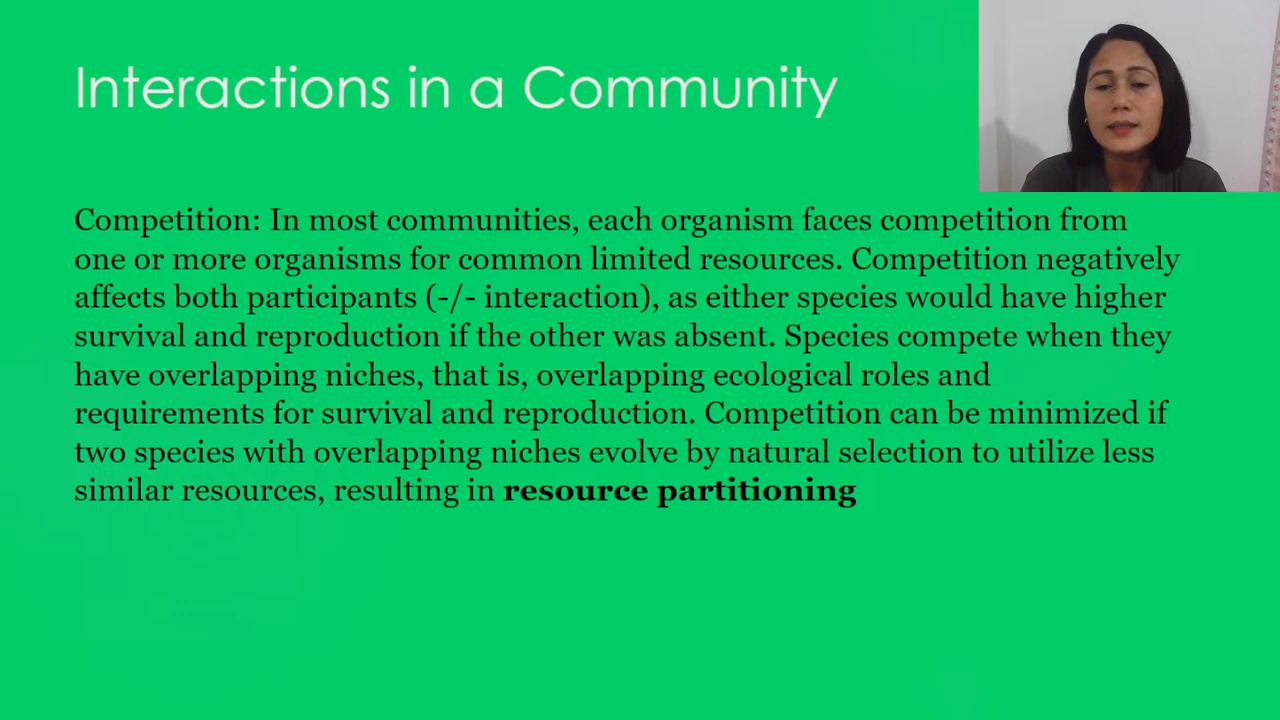 Interactions in a Community
Competition: In most communities, each organism faces competition from
one or more organisms for common limited resources. Competition negatively
affects both participants (-/- interaction), as either species would have higher
survival and reproduction if the other was absent. Species compete when they
have overlapping niches, that is, overlapping ecological roles and
requirements for survival and reproduction. Competition can be minimized if
two species with overlapping niches evolve by natural selection to utilize less
similar resources, resulting in resource partitioning